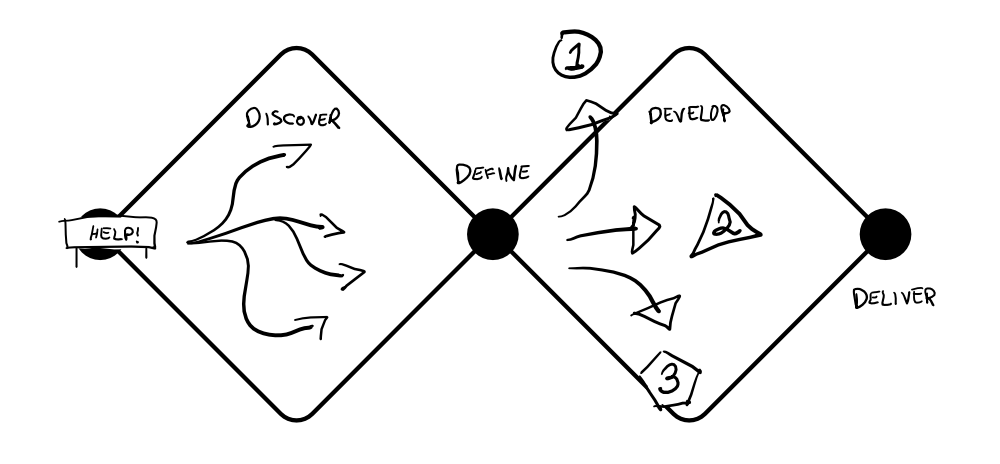 1
DISCOVER
DEVELOP
DEFINE
HELP!
2
DELIVER
3